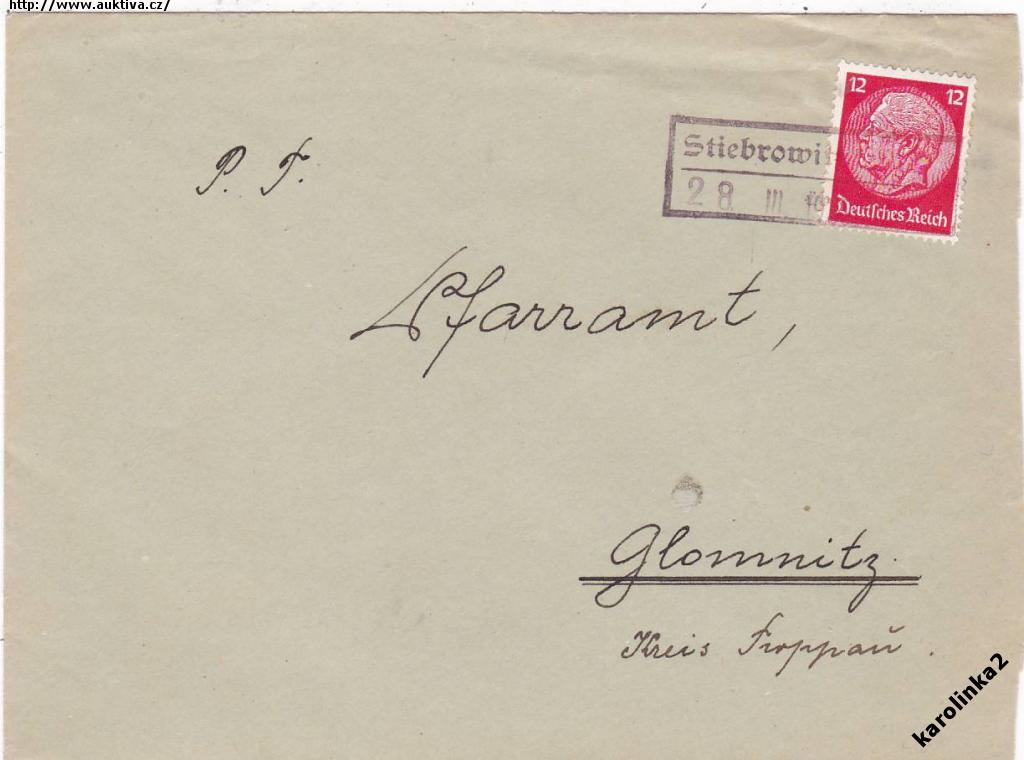 http://www.auktiva.cz/
12 12
Stiebrowit
28. III.
Deutsches Reich
P. F.
Pfarramt,
Glomnitz.
Kreis Troppau.
karolinka2